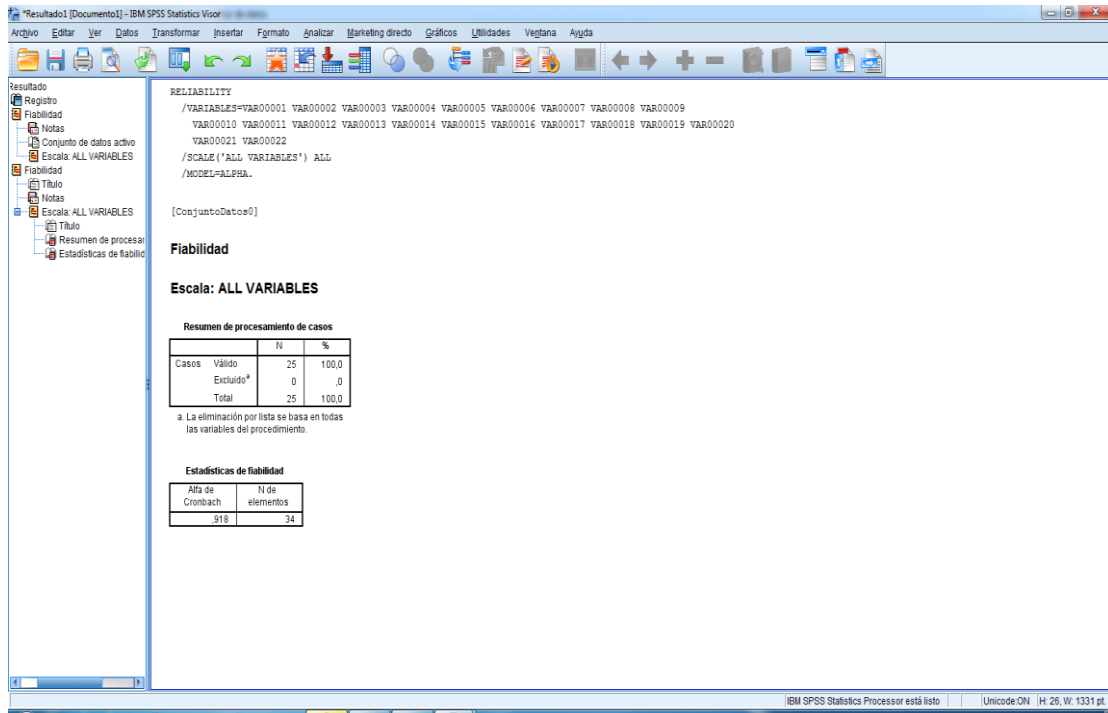 *Resultado1 [Documento1] - IBM SPSS Statistics Visor
Archivo Editar Ver Datos Transformar Insertar Formato Analizar Marketing directo Gráficos Utilidades Ventana Ayuda
Resultado
Registro
Fiabilidad
Notas
Conjunto de datos activo
Escala: ALL VARIABLES
Fiabilidad
Título
Notas
Escala: ALL VARIABLES
Título
Resumen de procesar
Estadísticas de fiabilid
RELIABILITY
/VARIABLES=VAR00001 VAR00002 VAR00003 VAR00004 VAR00005 VAR00006 VAR00007 VAR00008 VAR00009
VAR00010 VAR00011 VAR00012 VAR00013 VAR00014 VAR00015 VAR00016 VAR00017 VAR00018 VAR00019 VAR00020
VAR00021 VAR00022
/SCALE('ALL VARIABLES') ALL
/MODEL=ALPHA.
[ConjuntoDatos0]
Fiabilidad
Escala: ALL VARIABLES
Resumen de procesamiento de casos
N %
Casos Válido 25 100,0
Excluido^a 0 ,0
Total 25 100,0
a. La eliminación por lista se basa en todas
las variables del procedimiento.
Estadísticas de fiabilidad
Alfa de N de
Cronbach elementos
,918 34
IBM SPSS Statistics Processor está listo Unicode:ON H: 26, W: 1331 pt.